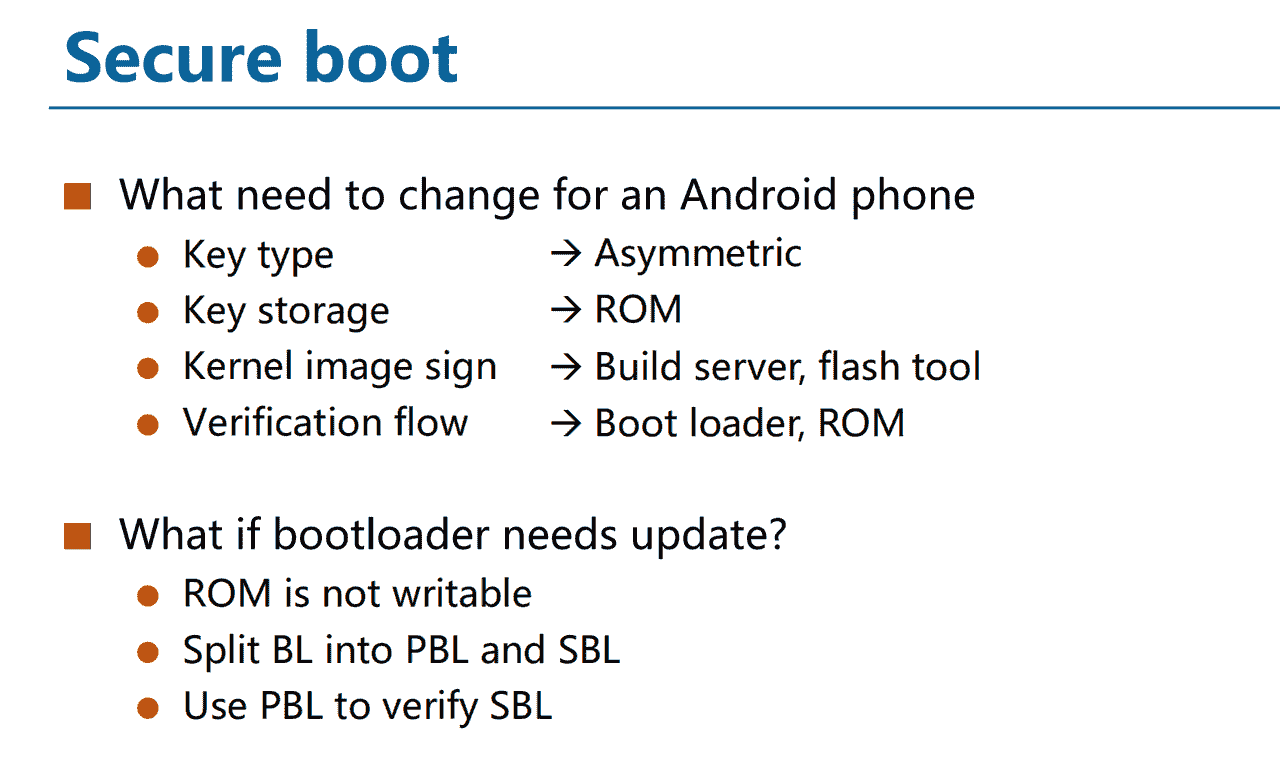 Secure boot
What need to change for an Android phone
Key type → Asymmetric
Key storage → ROM
Kernel image sign → Build server, flash tool
Verification flow → Boot loader, ROM
What if bootloader needs update?
ROM is not writable
Split BL into PBL and SBL
Use PBL to verify SBL